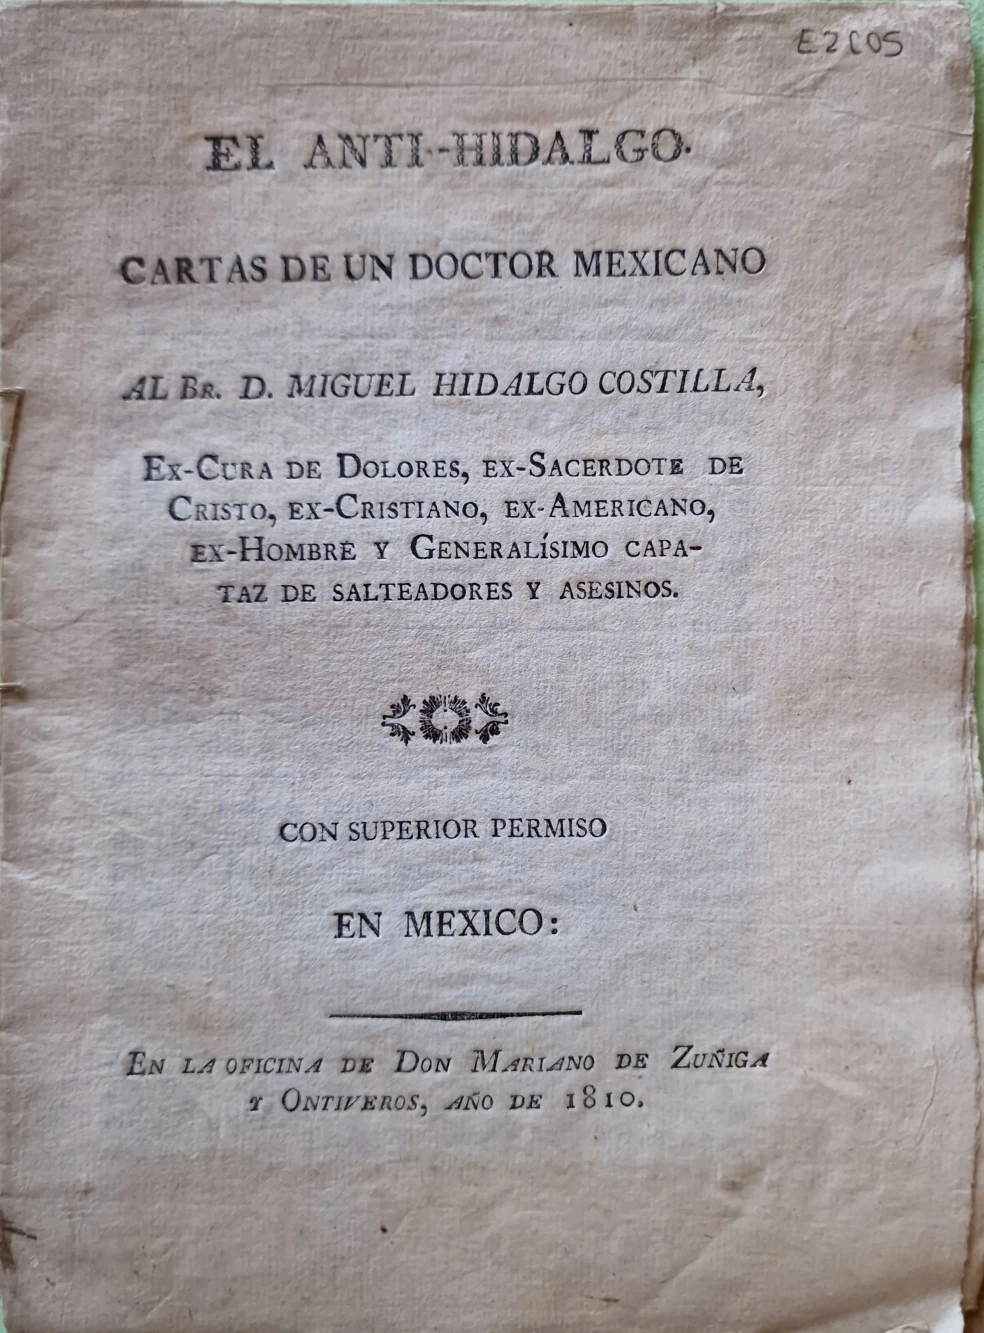 E2C05
EL ANTI-HIDALGO.
CARTAS DE UN DOCTOR MEXICANO
AL BR. D. MIGUEL HIDALGO COSTILLA,
EX-CURA DE DOLORES, EX-SACERDOTE DE
CRISTO, EX-CRISTIANO, EX-AMERICANO,
EX-HOMBRE Y GENERALÍSIMO CAPA-
TAZ DE SALTEADORES Y ASESINOS.
CON SUPERIOR PERMISO
EN MEXICO:
EN LA OFICINA DE DON MARIANO DE ZUÑIGA
Y ONTIVEROS, AÑO DE 1810.